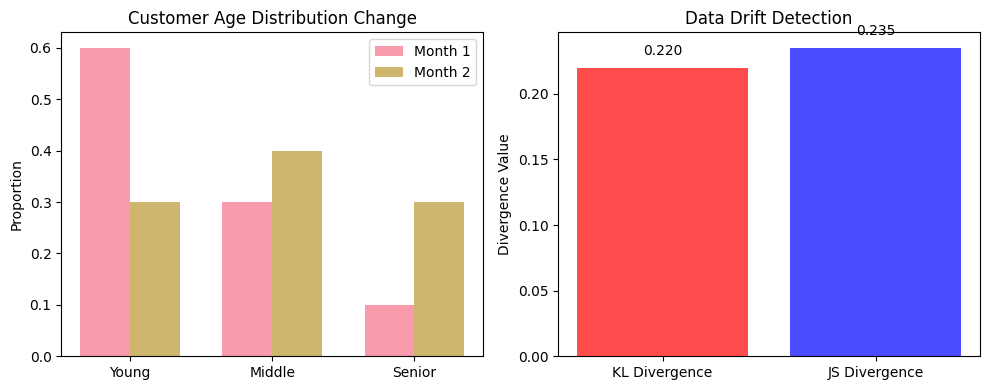 Customer Age Distribution Change
Proportion
0.6
0.5
0.4
0.3
0.2
0.1
0.0
Month 1
Month 2
Young
Middle
Senior
Data Drift Detection
Divergence Value
0.20
0.15
0.10
0.05
0.00
0.220
0.235
KL Divergence
JS Divergence